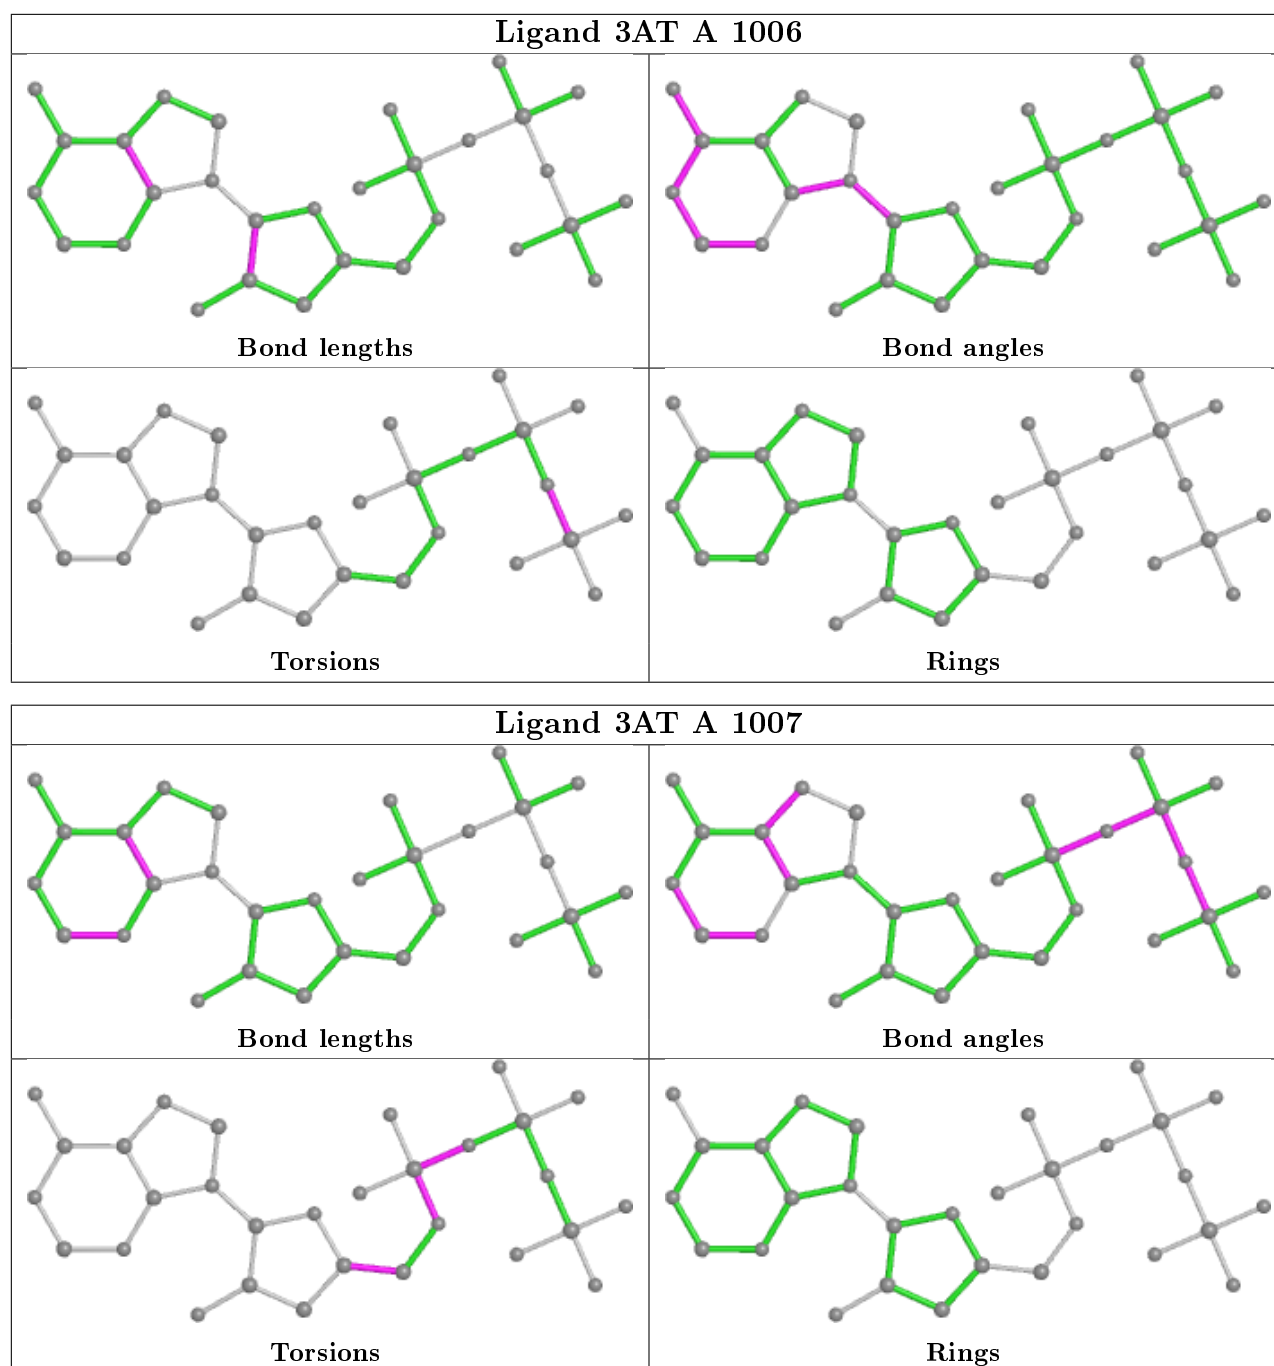 Ligand 3AT A 1006
Bond lengths
Bond angles
Torsions
Rings
Ligand 3AT A 1007
Bond lengths
Bond angles
Torsions
Rings